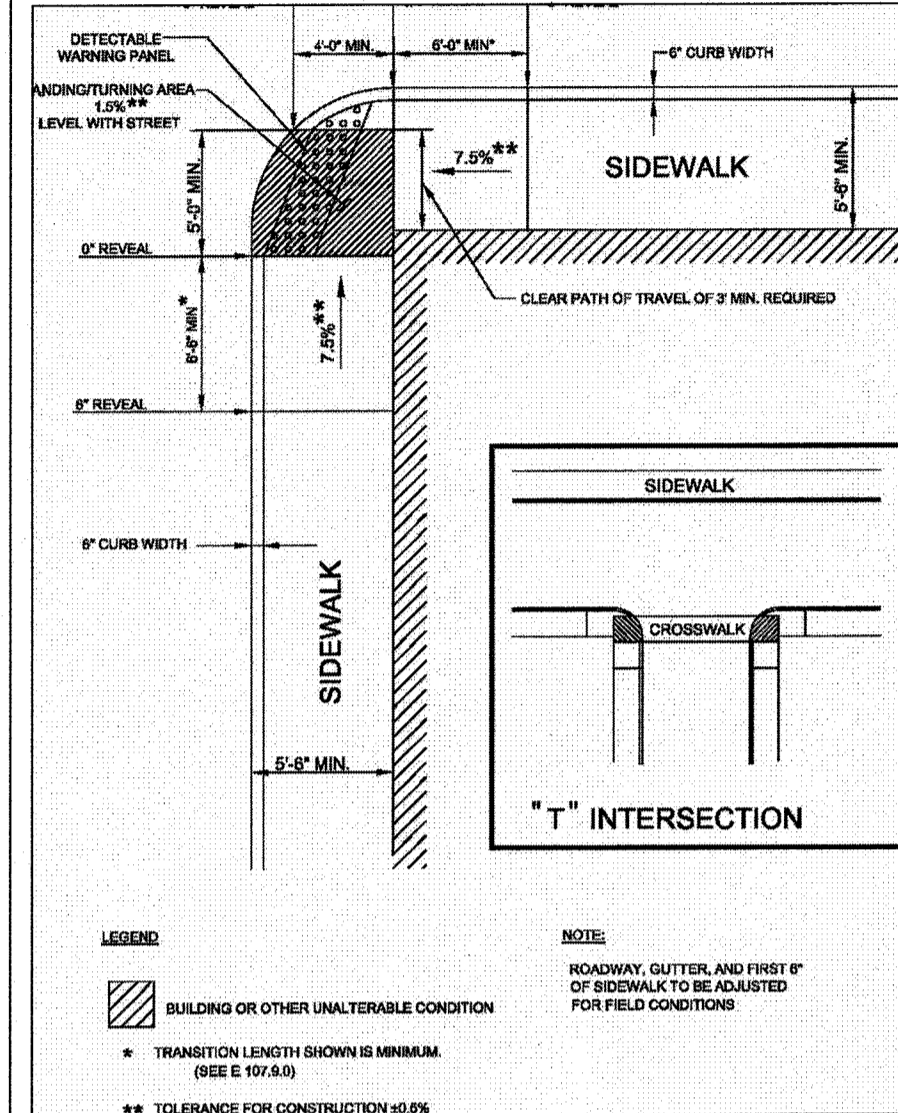 DETECTABLE
WARNING PANEL
4'-0" MIN.
6'-0" MIN*
6" CURB WIDTH
ANDING/TURNING AREA
1.5%**
LEVEL WITH STREET
5'-0" MIN.
7.5%**
SIDEWALK
5'-6" MIN.
0" REVEAL
CLEAR PATH OF TRAVEL OF 3' MIN. REQUIRED
6'-6" MIN*
7.5%**
6" REVEAL
SIDEWALK
6" CURB WIDTH
CROSSWALK
SIDEWALK
5'-6" MIN.
"T" INTERSECTION
LEGEND
NOTE:
ROADWAY, GUTTER, AND FIRST 6"
OF SIDEWALK TO BE ADJUSTED
FOR FIELD CONDITIONS
BUILDING OR OTHER UNALTERABLE CONDITION
* TRANSITION LENGTH SHOWN IS MINIMUM.
(SEE E 107.9.0)
** TOLERANCE FOR CONSTRUCTION ±0.5%